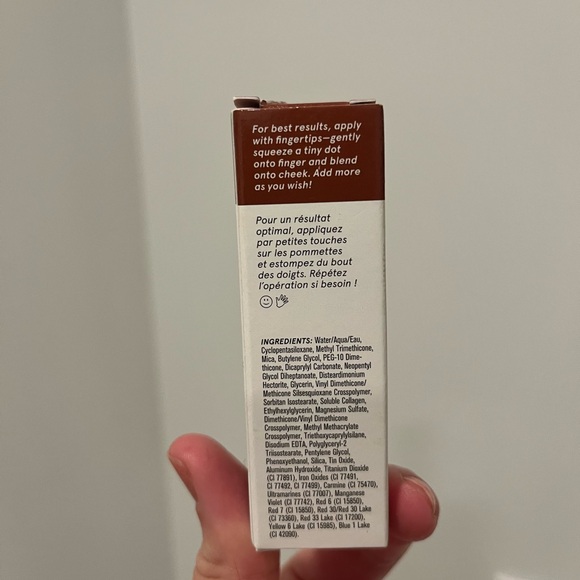 For best results, apply
with fingertips—gently
squeeze a tiny dot
onto finger and blend
onto cheek. Add more
as you wish!
Pour un résultat
optimal, appliquez
par petites touches
sur les pommettes
et estompez du bout
des doigts. Répétez
l'opération si besoin !
INGREDIENTS: Water/Aqua/Eau,
Cyclopentasiloxane, Methyl Trimethicone,
Mica, Butylene Glycol, PEG-10 Dime-
thicone, Dicaprylyl Carbonate, Neopentyl
Glycol Diheptanoate, Disteardimonium
Hectorite, Glycerin, Vinyl Dimethicone/
Methicone Silsesquioxane Crosspolymer,
Sorbitan Isostearate, Soluble Collagen,
Ethylhexylglycerin, Magnesium Sulfate,
Dimethicone/Vinyl Dimethicone
Crosspolymer, Methyl Methacrylate
Crosspolymer, Triethoxycaprylylsilane,
Disodium EDTA, Polyglyceryl-2
Triisostearate, Pentylene Glycol,
Phenoxyethanol, Silica, Tin Oxide,
Aluminum Hydroxide, Titanium Dioxide
(CI 77891), Iron Oxides (CI 77491,
CI 77492, CI 77499), Carmine (CI 75470),
Ultramarines (CI 77007), Manganese
Violet (CI 77742), Red 6 (CI 15850),
Red 7 (CI 15850), Red 30/Red 30 Lake
(CI 73360), Red 33 Lake (CI 17200),
Yellow 6 Lake (CI 15985), Blue 1 Lake
(CI 42090).